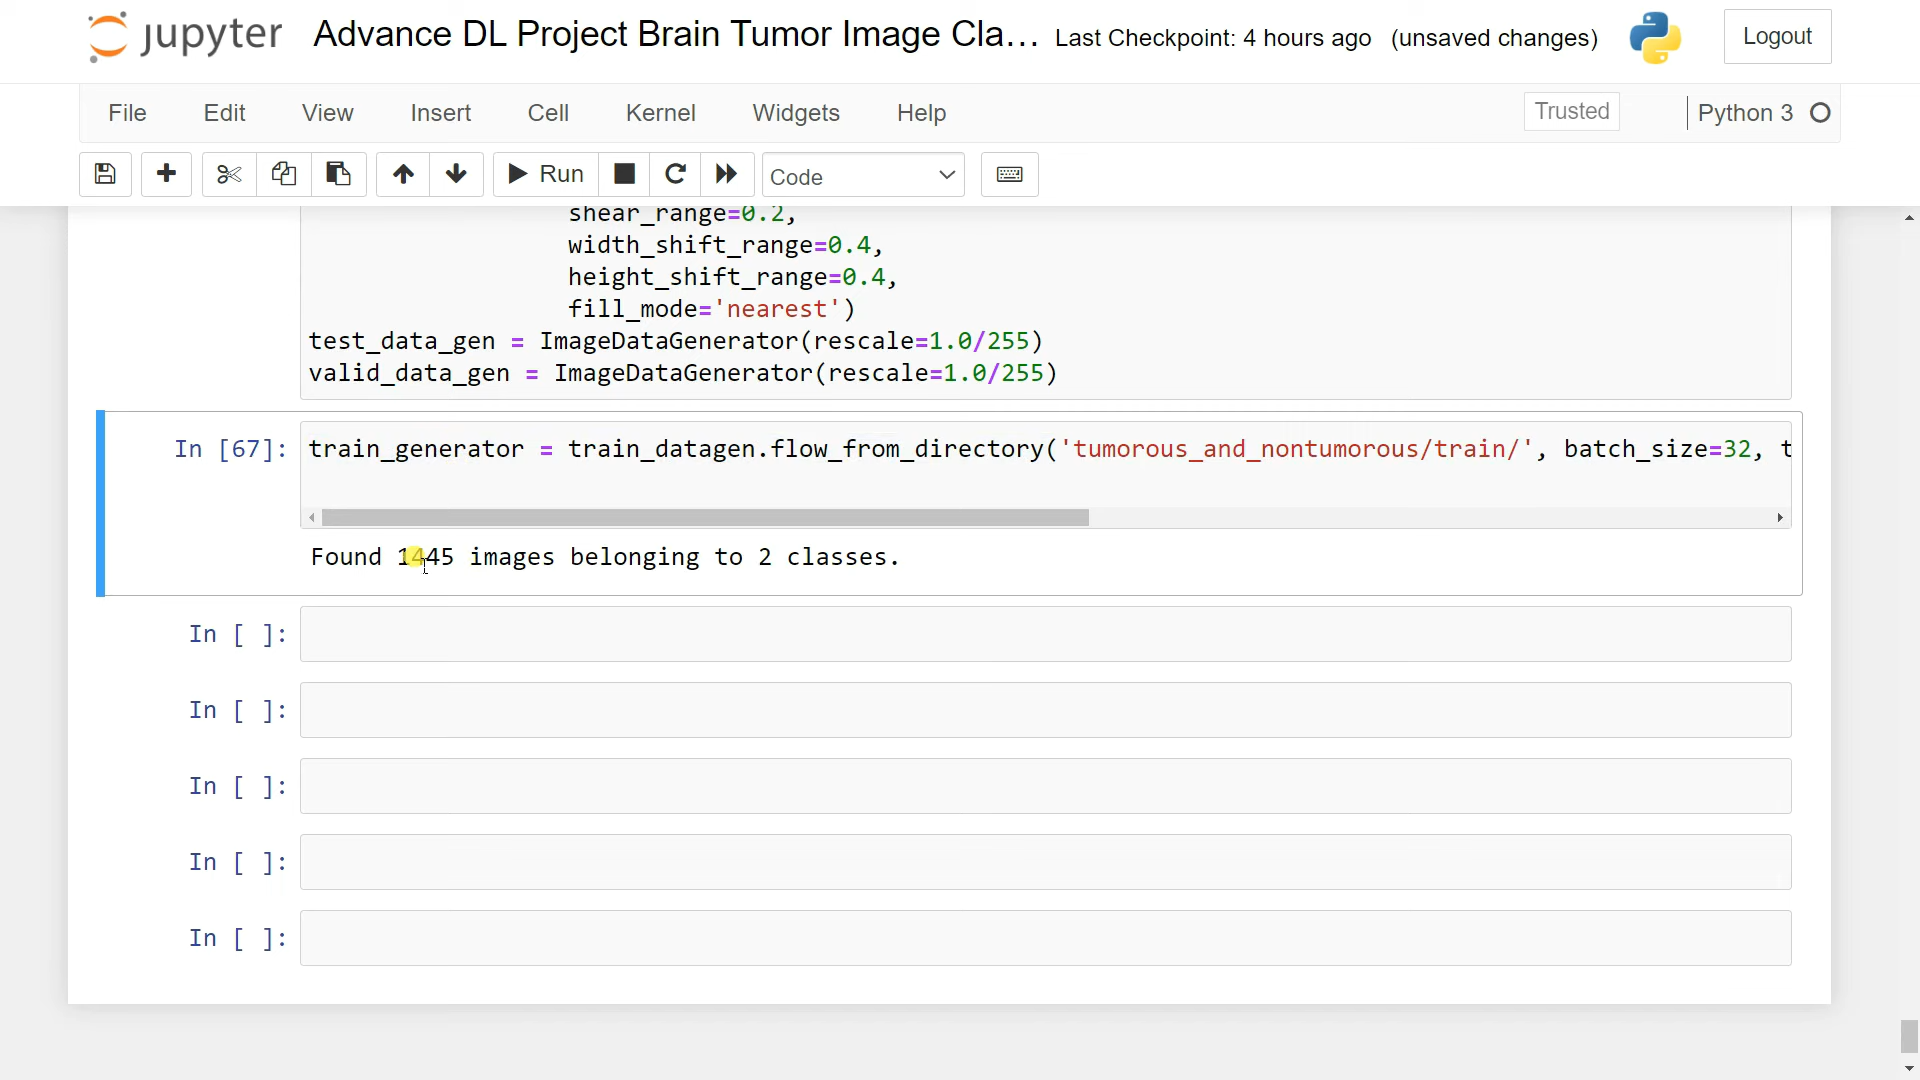 jupyter Advance DL Project Brain Tumor Image Cla... Last Checkpoint: 4 hours ago (unsaved changes) Logout
File Edit View Insert Cell Kernel Widgets Help Trusted Python 3
Run Code
shear_range=0.2,
width_shift_range=0.4,
height_shift_range=0.4,
fill_mode='nearest')
test_data_gen = ImageDataGenerator(rescale=1.0/255)
valid_data_gen = ImageDataGenerator(rescale=1.0/255)
In [67]: train_generator = train_datagen.flow_from_directory('tumorous_and_nontumorous/train/', batch_size=32, t
Found 1445 images belonging to 2 classes.
In [ ]:
In [ ]:
In [ ]:
In [ ]:
In [ ]: